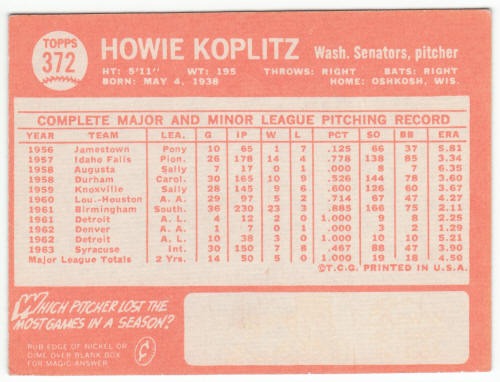 TOPPS
372
HOWIE KOPLITZ Wash. Senators, pitcher
HT: 5'11" WT: 195 THROWS: RIGHT BATS: RIGHT
BORN: MAY 4, 1938 HOME: OSHKOSH, WIS.
COMPLETE MAJOR AND MINOR LEAGUE PITCHING RECORD
YEAR TEAM LEA. G IP W L PCT SO BB ERA
1956 Jamestown Pony 10 65 1 7 .125 66 37 5.81
1957 Idaho Falls Pion. 26 178 14 4 .778 138 85 3.34
1958 Augusta Sally 7 17 0 1 .000 8 7 6.35
1958 Durham Carol. 26 165 10 9 .526 144 78 3.60
1959 Knoxville Sally 28 145 9 6 .600 126 60 3.67
1960 Lou.-Houston A. A. 29 97 5 2 .714 67 47 4.27
1961 Birmingham South. 36 230 23 3 .885 166 75 2.11
1961 Detroit A. L. 4 12 2 0 1.000 9 8 2.25
1962 Denver A. A. 1 7 0 1 .000 3 2 1.29
1962 Detroit A. L. 10 38 3 0 1.000 10 10 5.21
1963 Syracuse Int. 30 150 7 8 .467 88 47 3.90
Major League Totals 2 Yrs. 14 50 5 0 1.000 19 18 4.50
©T.C.G. PRINTED IN U.S.A.
WHICH PITCHER LOST THE
MOST GAMES IN A SEASON?
RUB EDGE OF NICKEL OR
DIME OVER BLANK BOX
FOR MAGIC ANSWER